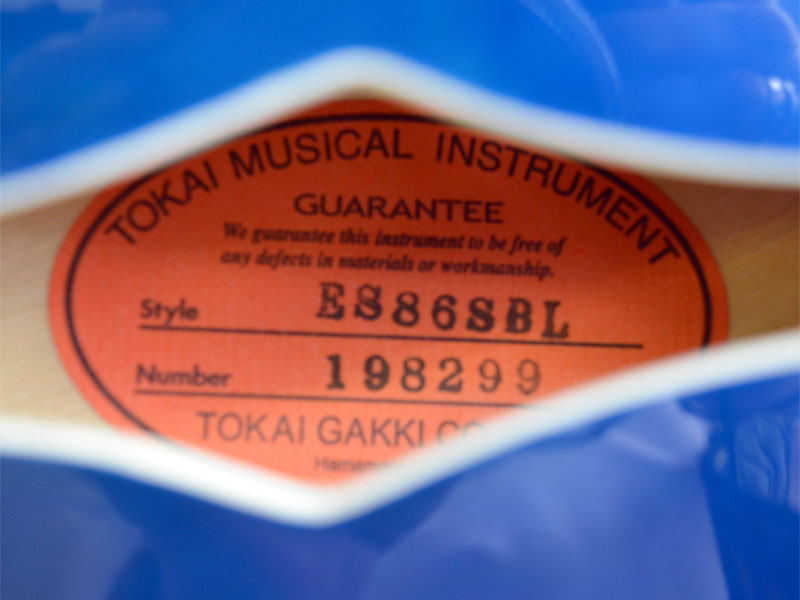 TOKAI MUSICAL INSTRUMENT
GUARANTEE
We guarantee this instrument to be free of
any defects in materials or workmanship.
Style ES86SBL
Number 198299
TOKAI GAKKI